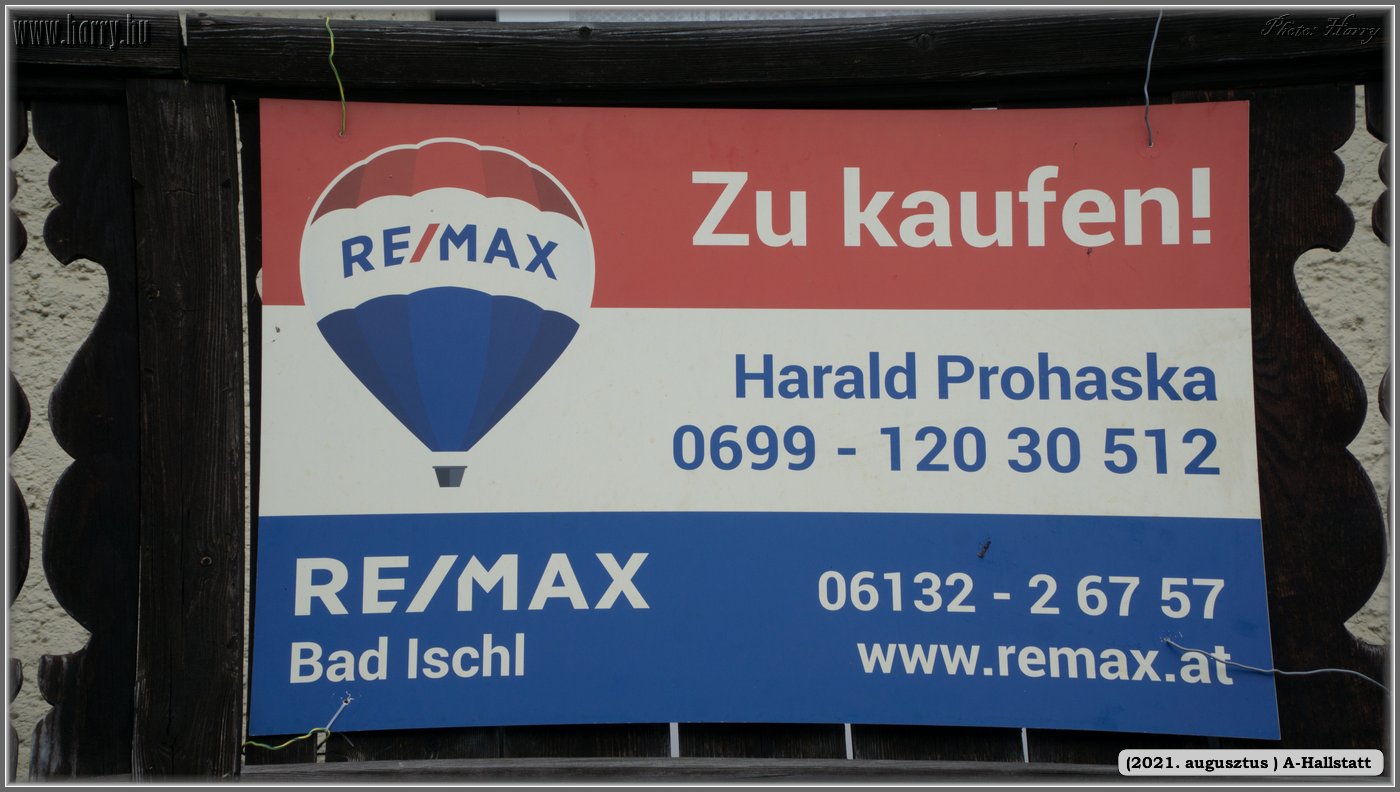 www.harry.hu
Photo: Harry
Zu kaufen!
RE/MAX
Harald Prohaska
0699 - 120 30 512
RE/MAX
Bad Ischl
06132 - 2 67 57
www.remax.at
(2021. augusztus ) A-Hallstatt